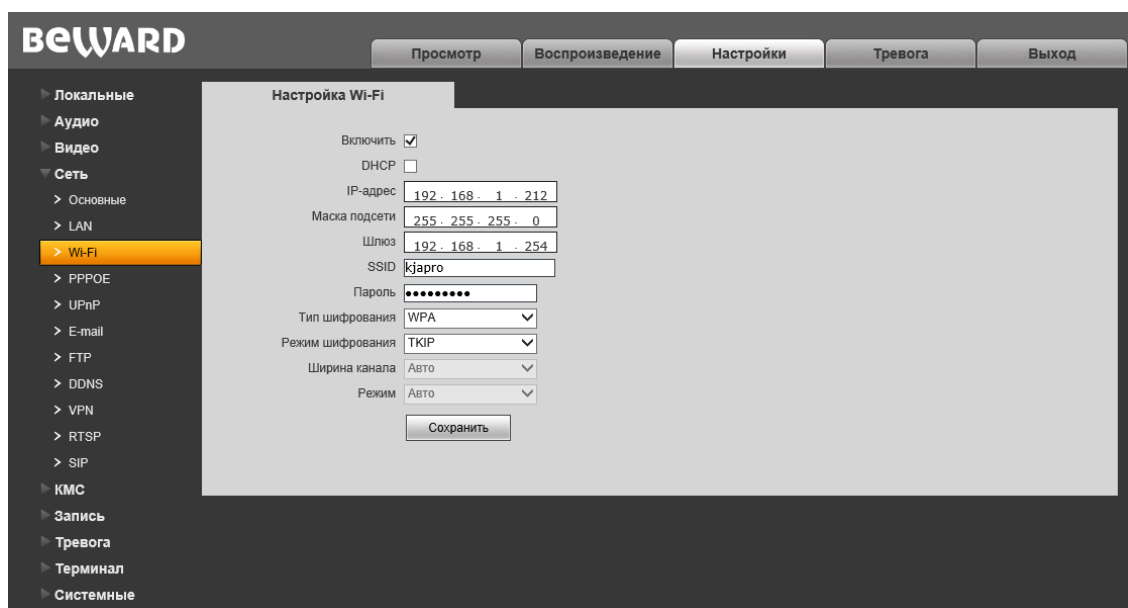 BEWARD
Просмотр Воспроизведение Настройки Тревога Выход
Локальные
Аудио
Видео
Сеть
> Основные
> LAN
> Wi-Fi
> PPPOE
> UPnP
> E-mail
> FTP
> DDNS
> VPN
> RTSP
> SIP
КМС
Запись
Тревога
Терминал
Системные
Настройка Wi-Fi
Включить
DHCP
IP-адрес 192 . 168 . 1 . 212
Маска подсети 255 . 255 . 255 . 0
Шлюз 192 . 168 . 1 . 254
SSID kjapro
Пароль •••••••••
Тип шифрования WPA
Режим шифрования TKIP
Ширина канала Авто
Режим Авто
Сохранить